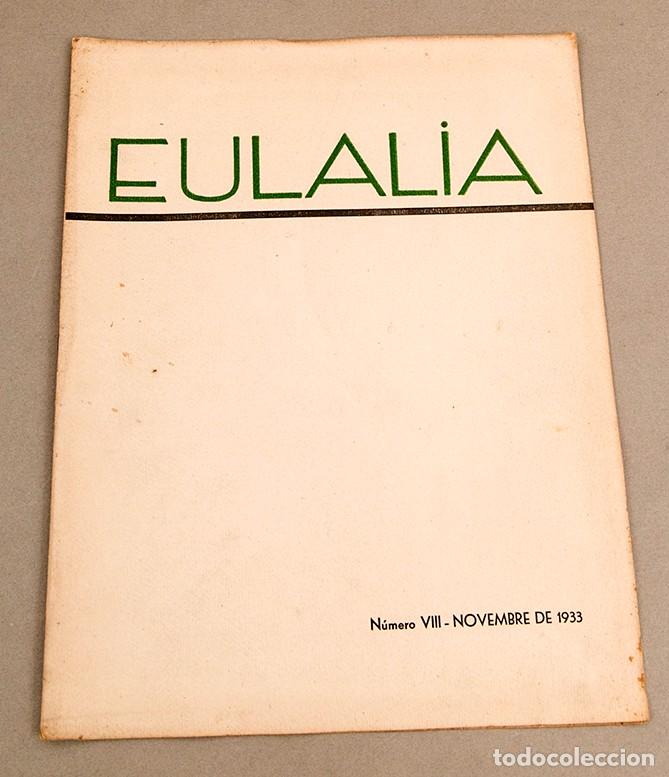 EULALiA
Número VIII - NOVEMBRE DE 1933
todocoleccion